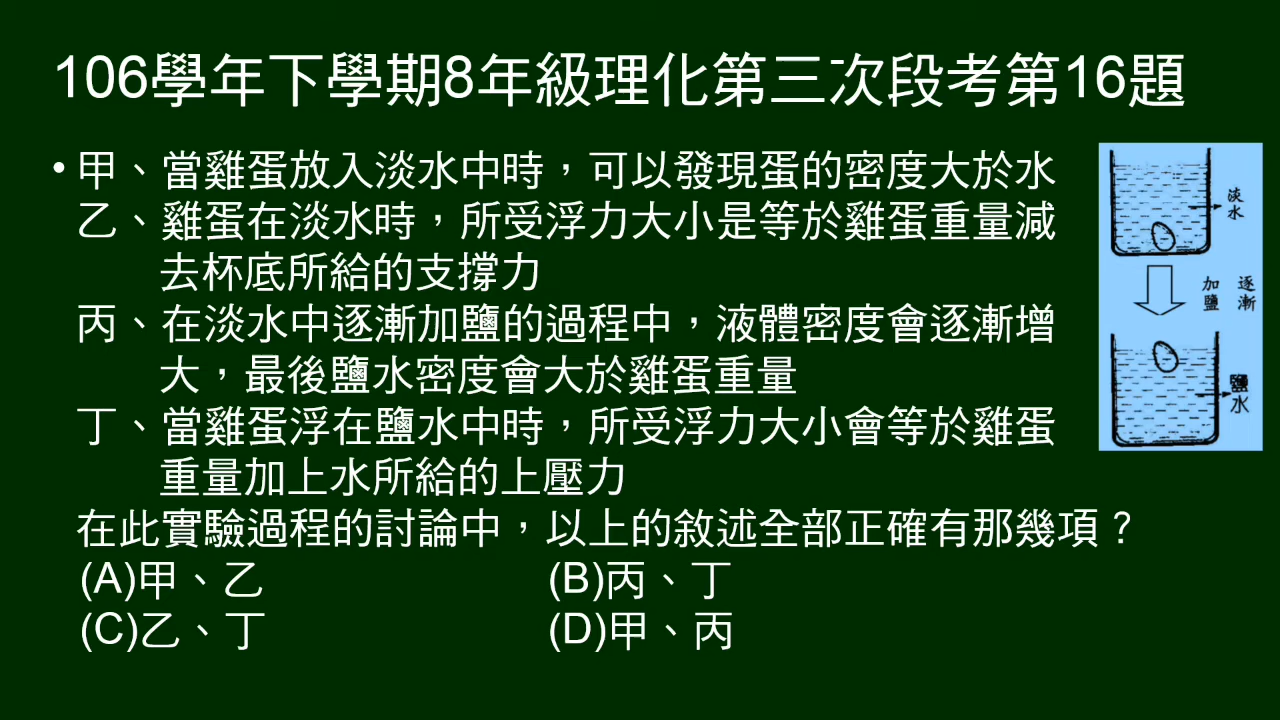 106學年下學期8年級理化第三次段考第16題
•甲、當雞蛋放入淡水中時，可以發現蛋的密度大於水
乙、雞蛋在淡水時，所受浮力大小是等於雞蛋重量減
去杯底所給的支撐力
丙、在淡水中逐漸加鹽的過程中，液體密度會逐漸增
大，最後鹽水密度會大於雞蛋重量
丁、當雞蛋浮在鹽水中時，所受浮力大小會等於雞蛋
重量加上水所給的上壓力
在此實驗過程的討論中，以上的敘述全部正確有那幾項？
(A)甲、乙 (B)丙、丁
(C)乙、丁 (D)甲、丙
淡水
逐漸
加鹽
鹽水